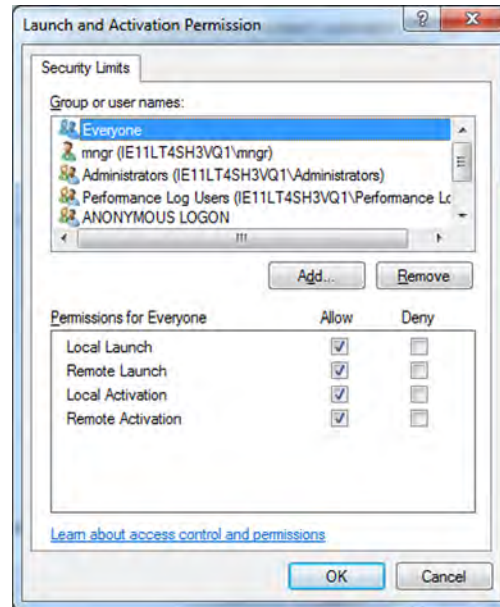 Launch and Activation Permission
Security Limits
Group or user names:
Everyone
mngr (IE11LT4SH3VQ1\mngr)
Administrators (IE11LT4SH3VQ1\Administrators)
Performance Log Users (IE11LT4SH3VQ1\Performance Lc
ANONYMOUS LOGON
Add... Remove
Permissions for Everyone Allow Deny
Local Launch
Remote Launch
Local Activation
Remote Activation
Learn about access control and permissions
OK Cancel